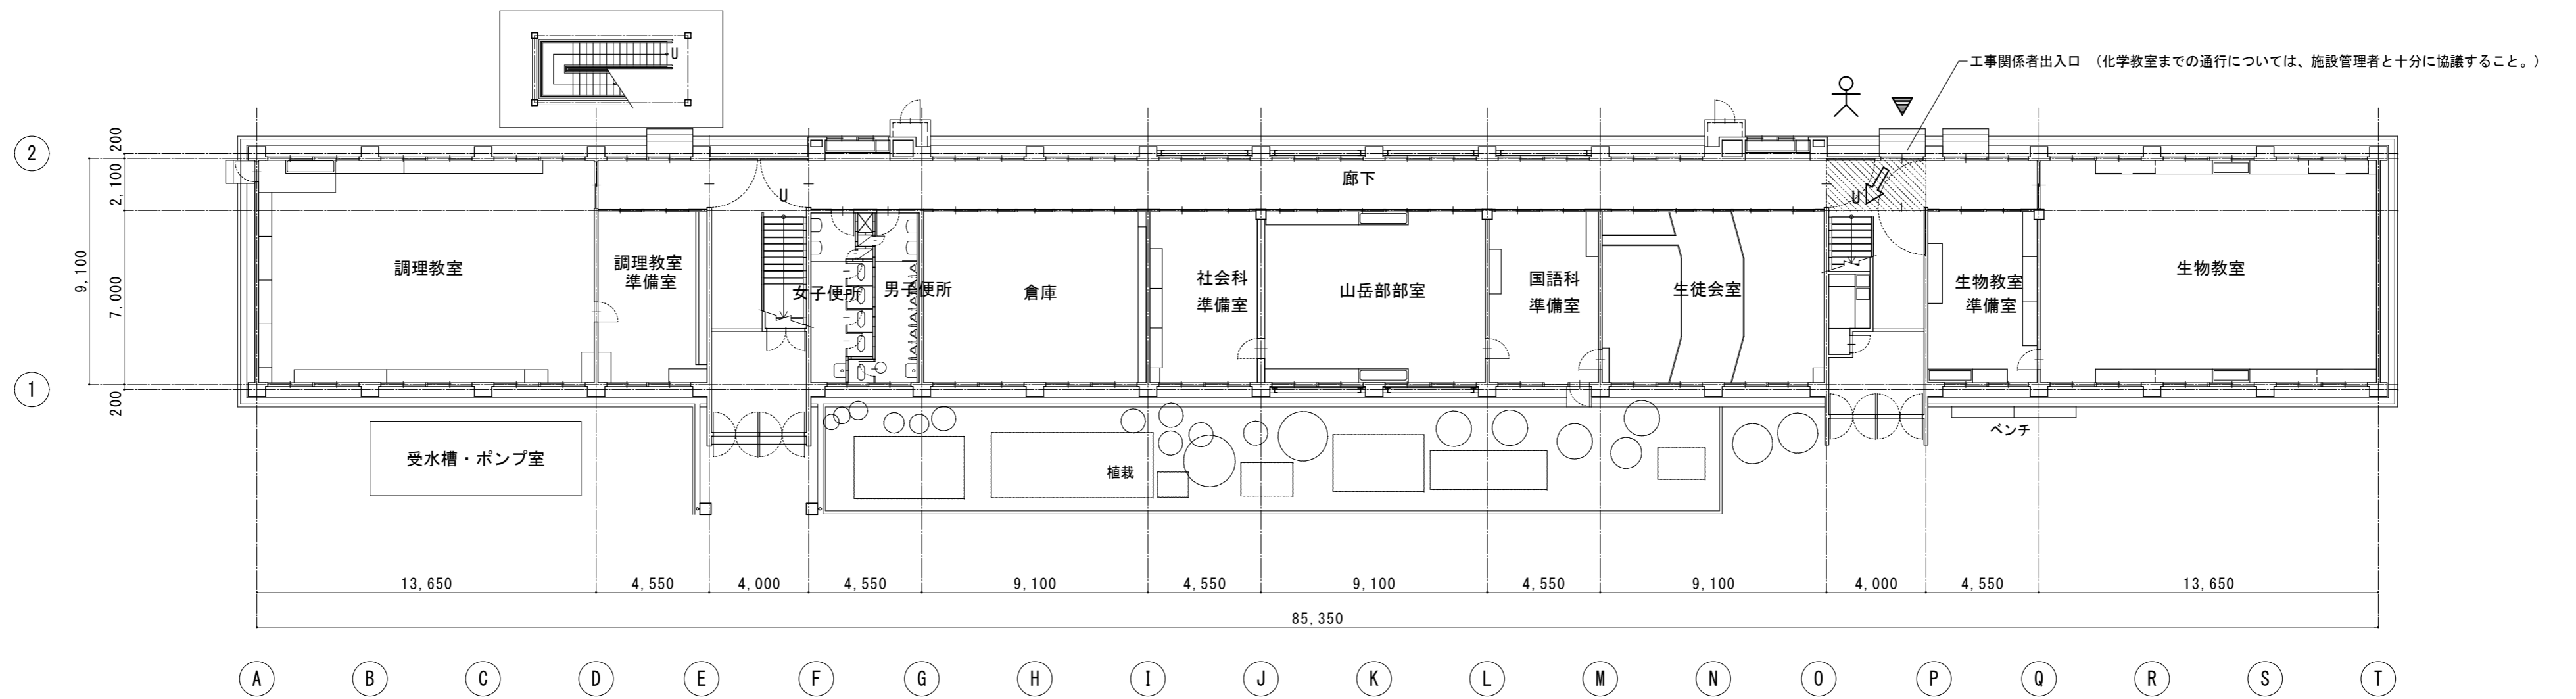 U
工事関係者出入口 （化学教室までの通行については、施設管理者と十分に協議すること。）
2
200
2,100
9,100
7,000
200
1
廊下
U
U
調理教室
調理教室
準備室
女子便所
男子便所
倉庫
社会科
準備室
山岳部部室
国語科
準備室
生徒会室
生物教室
準備室
生物教室
受水槽・ポンプ室
植栽
ベンチ
13,650
4,550
4,000
4,550
9,100
4,550
9,100
4,550
9,100
4,000
4,550
13,650
85,350
A B C D E F G H I J K L M N O P Q R S T